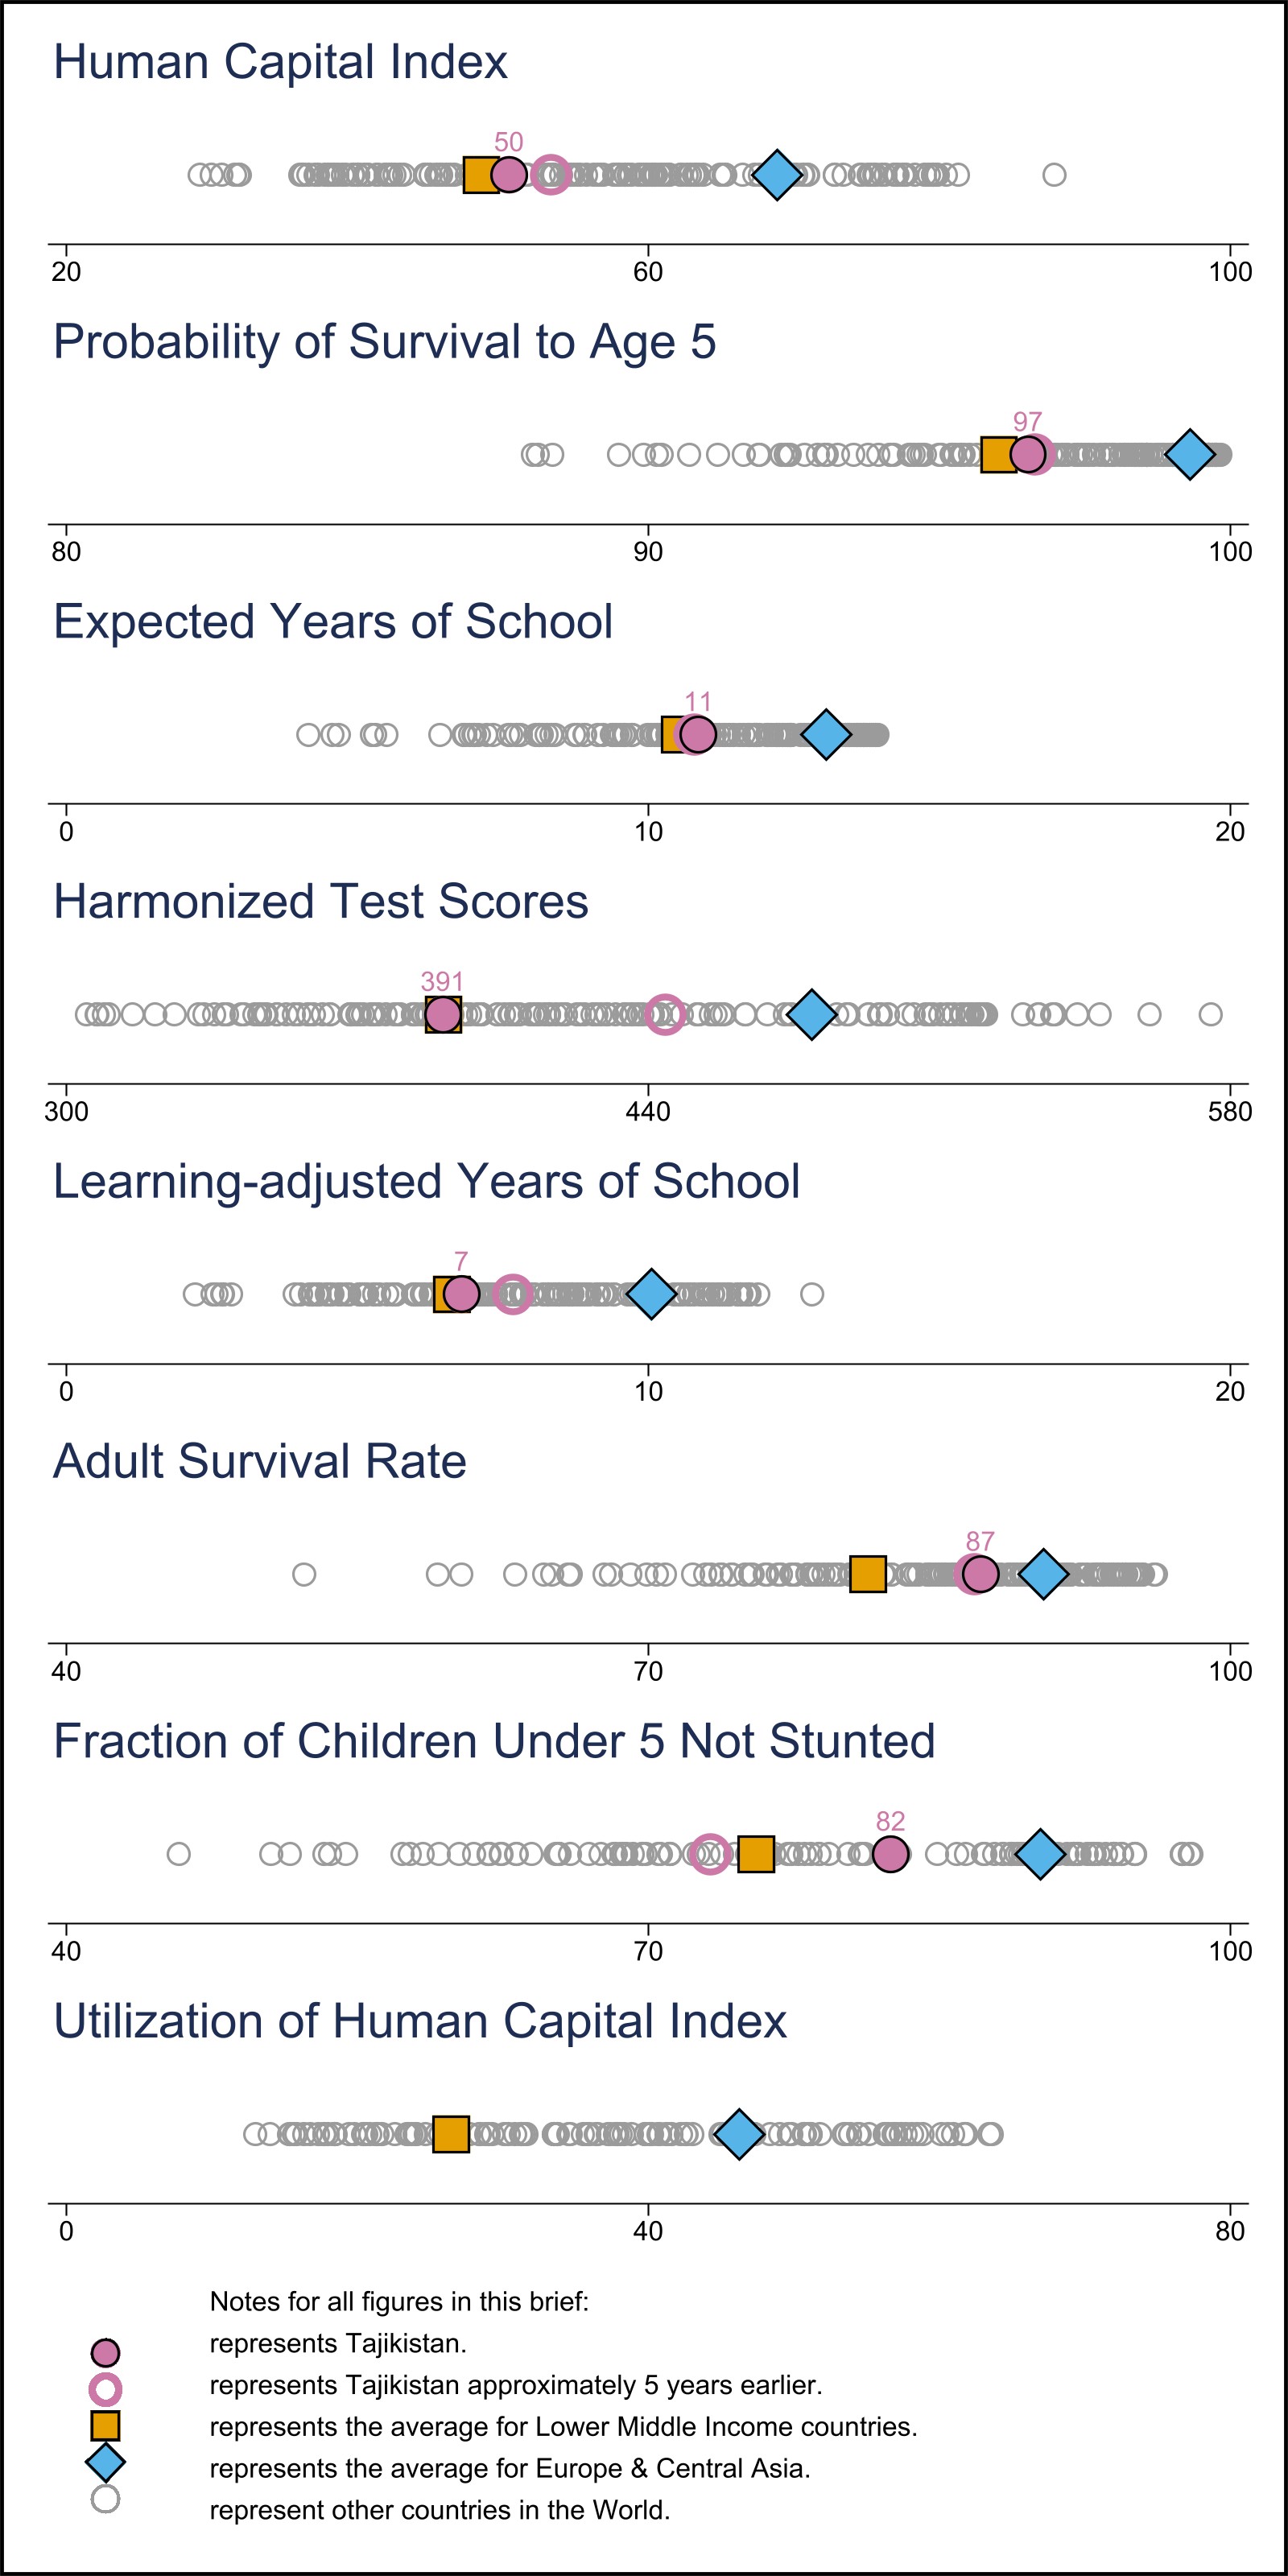 Human Capital Index
50
20 60 100
Probability of Survival to Age 5
97
80 90 100
Expected Years of School
11
0 10 20
Harmonized Test Scores
391
300 440 580
Learning-adjusted Years of School
7
0 10 20
Adult Survival Rate
87
40 70 100
Fraction of Children Under 5 Not Stunted
82
40 70 100
Utilization of Human Capital Index
0 40 80
Notes for all figures in this brief:
represents Tajikistan.
represents Tajikistan approximately 5 years earlier.
represents the average for Lower Middle Income countries.
represents the average for Europe & Central Asia.
represent other countries in the World.